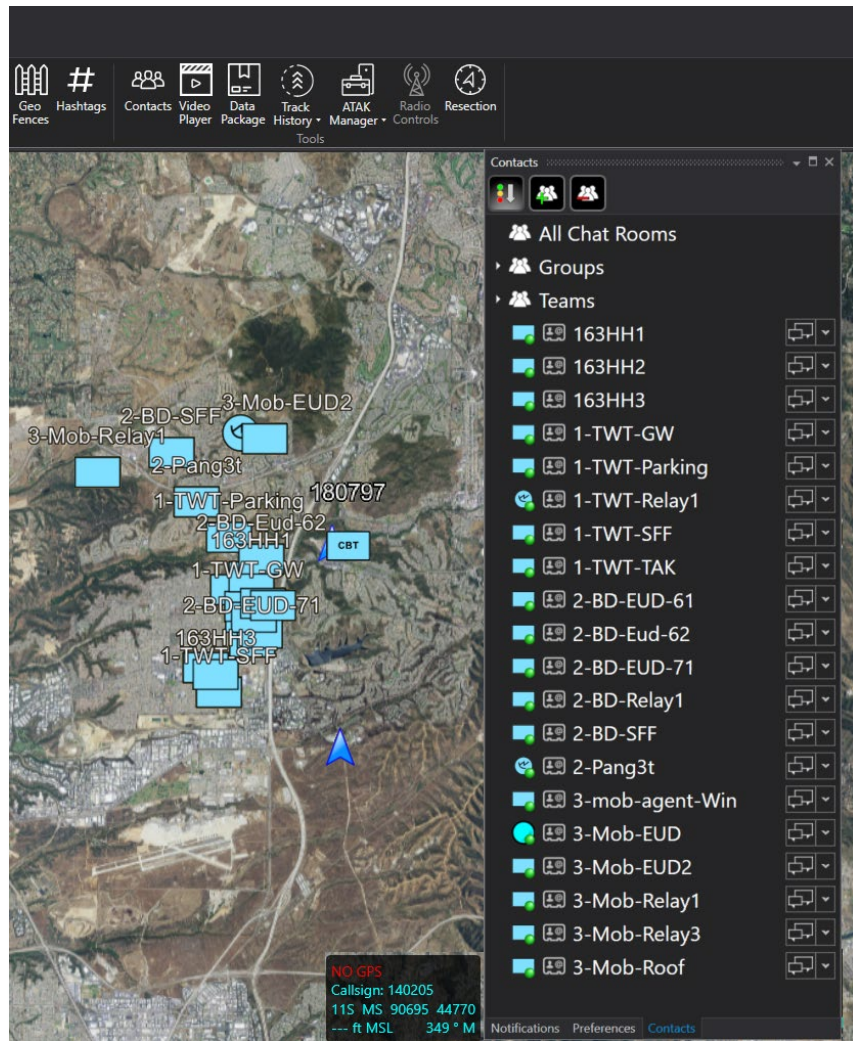 Geo Fences
Hashtags
Contacts
Video Player
Data Package
Track History
ATAK Manager
Radio Controls
Resection
Tools
Contacts
All Chat Rooms
Groups
Teams
163HH1
163HH2
163HH3
1-TWT-GW
1-TWT-Parking
1-TWT-Relay1
1-TWT-SFF
1-TWT-TAK
2-BD-EUD-61
2-BD-Eud-62
2-BD-EUD-71
2-BD-Relay1
2-BD-SFF
2-Pang3t
3-mob-agent-Win
3-Mob-EUD
3-Mob-EUD2
3-Mob-Relay1
3-Mob-Relay3
3-Mob-Roof
Notifications Preferences Contacts
3-Mob-EUD2
2-BD-SFF
3-Mob-Relay1
2-Pang3t
180797
1-TWT-Parking
2-BD-Eud-62
163HH1
CBT
1-TWT-GW
2-BD-EUD-71
163HH3
1-TWT-SFF
NO GPS
Callsign: 140205
11S MS 90695 44770
--- ft MSL 349 ° M